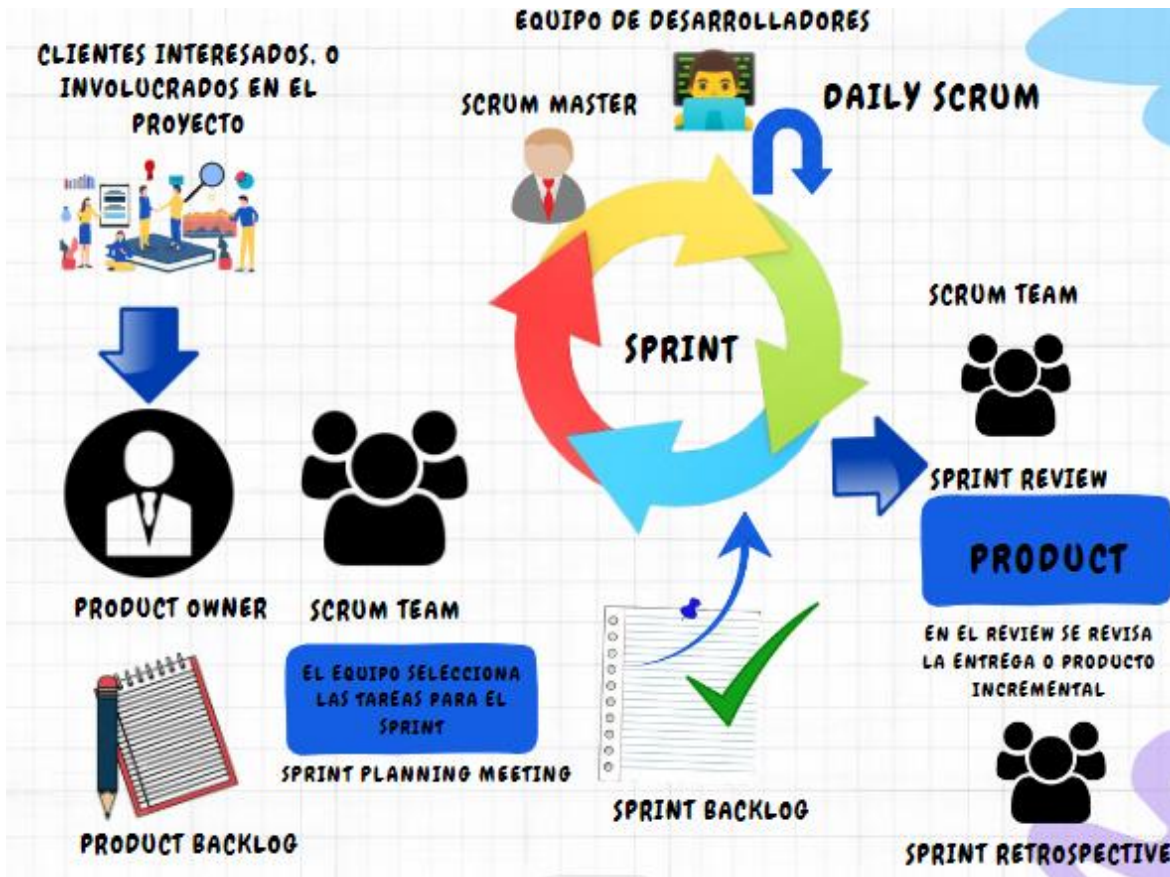 EQUIPO DE DESARROLLADORES
CLIENTES INTERESADOS. O
INVOLUCRADOS EN EL
PROYECTO
SCRUM MASTER
DAILY SCRUM
SPRINT
SCRUM TEAM
SPRINT REVIEW
PRODUCT
EN EL REVIEW SE REVISA
LA ENTREGA O PRODUCTO
INCREMENTAL
PRODUCT OWNER
SCRUM TEAM
EL EQUIPO SELECCIONA
LAS TAREAS PARA EL
SPRINT
SPRINT PLANNING MEETING
PRODUCT BACKLOG
SPRINT BACKLOG
SPRINT RETROSPECTIVE